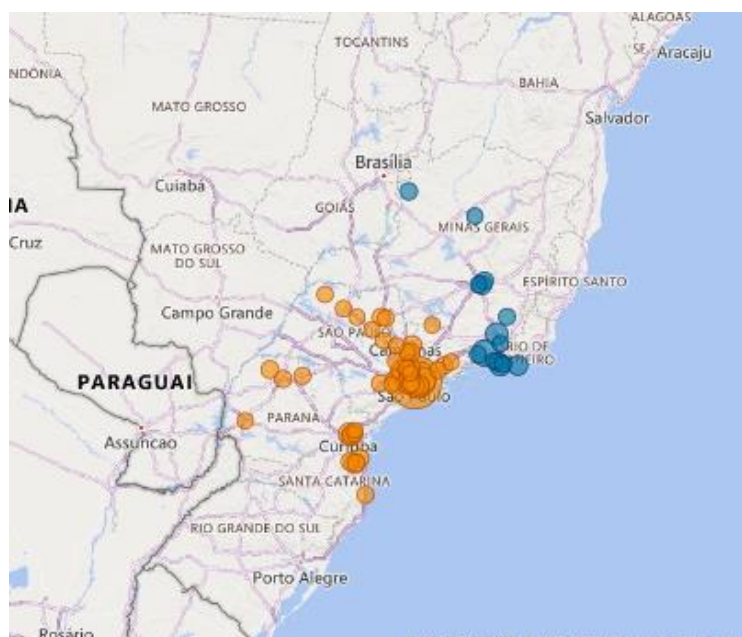 ALAGOAS
TOCANTINS
SE
Aracaju
NDÔNIA
BAHIA
MATO GROSSO
Salvador
Brasília
Cuiabá
GOIÁS
IA
MINAS GERAIS
Cruz
MATO GROSSO
DO SUL
ESPÍRITO SANTO
Campo Grande
SÃO PAULO
RIO DE
PARAGUAI
São Paulo
PARANÁ
Assuncao
Curitiba
SANTA CATARINA
RIO GRANDE DO SUL
Porto Alegre
Rosário